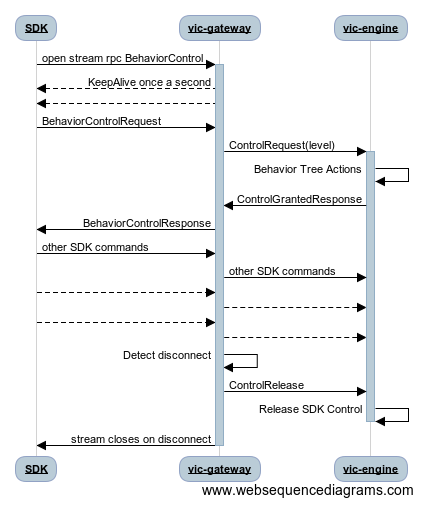 SDK vic-gateway vic-engine
open stream rpc BehaviorControl
KeepAlive once a second
BehaviorControlRequest
ControlRequest(level)
Behavior Tree Actions
ControlGrantedResponse
BehaviorControlResponse
other SDK commands
other SDK commands
Detect disconnect
ControlRelease
Release SDK Control
stream closes on disconnect
SDK vic-gateway vic-engine
www.websequencediagrams.com